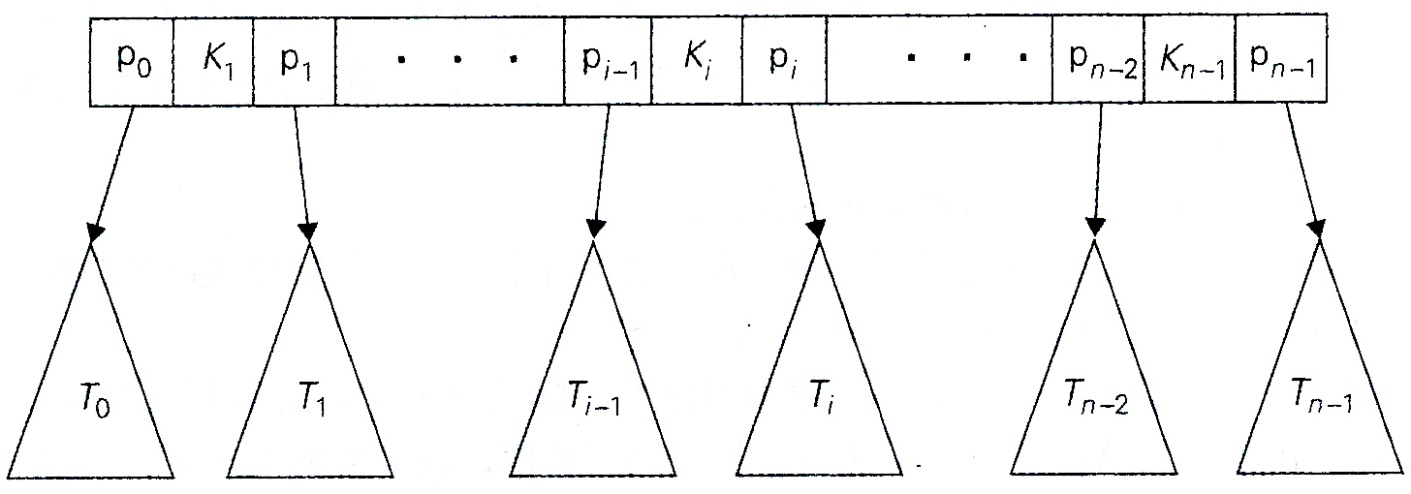 p₀ K₁ p₁ . . . pᵢ₋₁ Kᵢ pᵢ . . . pₙ₋₂ Kₙ₋₁ pₙ₋₁
T₀ T₁ Tᵢ₋₁ Tᵢ Tₙ₋₂ Tₙ₋₁